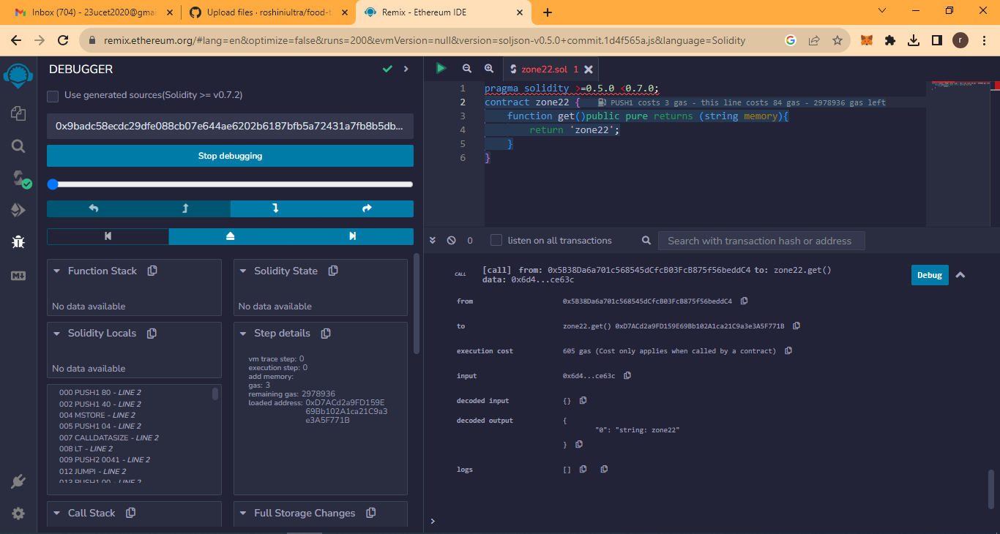 Inbox (704) - 23ucet2020@gmai
Upload files · roshiniultra/food-t
Remix - Ethereum IDE
remix.ethereum.org/#lang=en&optimize=false&runs=200&evmVersion=null&version=soljson-v0.5.0+commit.1d4f565a.js&language=Solidity
r
DEBUGGER
Use generated sources(Solidity >= v0.7.2)
0x9badc58ecdc29dfe088cb07e644ae6202b6187bfb5a72431a7fb8b5db...
Stop debugging
Function Stack
No data available
Solidity State
No data available
Solidity Locals
No data available
Step details
vm trace step: 0
execution step: 0
add memory:
gas: 3
remaining gas: 2978936
loaded address: 0xD7ACd2a9FD159E
69Bb102A1ca21C9a3
e3A5F771B
000 PUSH1 80 - LINE 2
002 PUSH1 40 - LINE 2
004 MSTORE - LINE 2
005 PUSH1 04 - LINE 2
007 CALLDATASIZE - LINE 2
008 LT - LINE 2
009 PUSH2 0041 - LINE 2
012 JUMPI - LINE 2
013 PUSH1 00 - LINE 2
Call Stack
Full Storage Changes
zone22.sol 1
1 pragma solidity >=0.5.0 <0.7.0;
2 contract zone22 { PUSH1 costs 3 gas - this line costs 84 gas - 2978936 gas left
3 function get()public pure returns (string memory){
4 return 'zone22';
5 }
6 }
0
listen on all transactions
Search with transaction hash or address
CALL
[call] from: 0x5B38Da6a701c568545dCfcB03FcB875f56beddC4 to: zone22.get()
data: 0x6d4...ce63c
Debug
from 0x5B38Da6a701c568545dCfcB03FcB875f56beddC4
to zone22.get() 0xD7ACd2a9FD159E69Bb102A1ca21C9a3e3A5F771B
execution cost 605 gas (Cost only applies when called by a contract)
input 0x6d4...ce63c
decoded input {}
decoded output {
"0": "string: zone22"
}
logs []
>